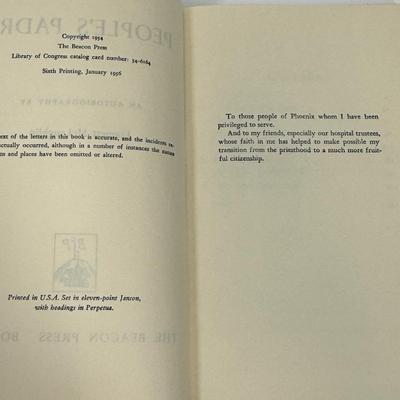 Copyright 1954
The Beacon Press
Library of Congress catalog card number: 54-6164
Sixth Printing, January 1956
ext of the letters in this book is accurate, and the incidents
ctually occurred, although in a number of instances the names
ns and places have been omitted or altered.
Printed in U.S.A. Set in eleven-point Janson,
with headings in Perpetua.
To those people of Phoenix whom I have been
privileged to serve.
And to my friends, especially our hospital trustees,
whose faith in me has helped to make possible my
transition from the priesthood to a much more fruit-
ful citizenship.